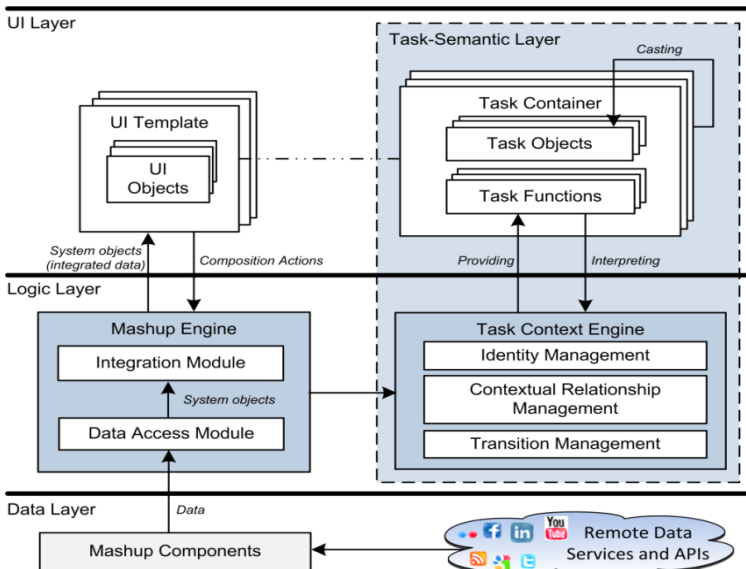 UI Layer
Task-Semantic Layer
Casting
UI Template
UI
Objects
Task Container
Task Objects
Task Functions
System objects
(integrated data)
Composition Actions
Providing
Interpreting
Logic Layer
Mashup Engine
Integration Module
System objects
Data Access Module
Task Context Engine
Identity Management
Contextual Relationship
Management
Transition Management
Data Layer
Data
Mashup Components
f
in
You
Tube
Remote Data
Services and APIs
g
t